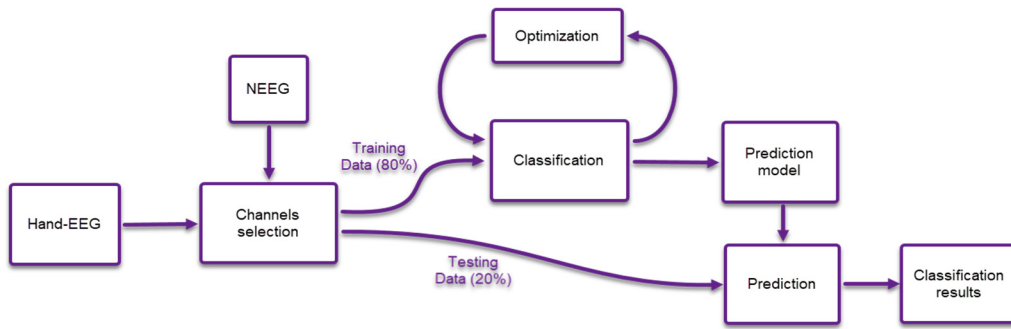 Optimization
NEEG
Training
Data (80%)
Classification
Prediction
model
Hand-EEG
Channels
selection
Testing
Data (20%)
Prediction
Classification
results